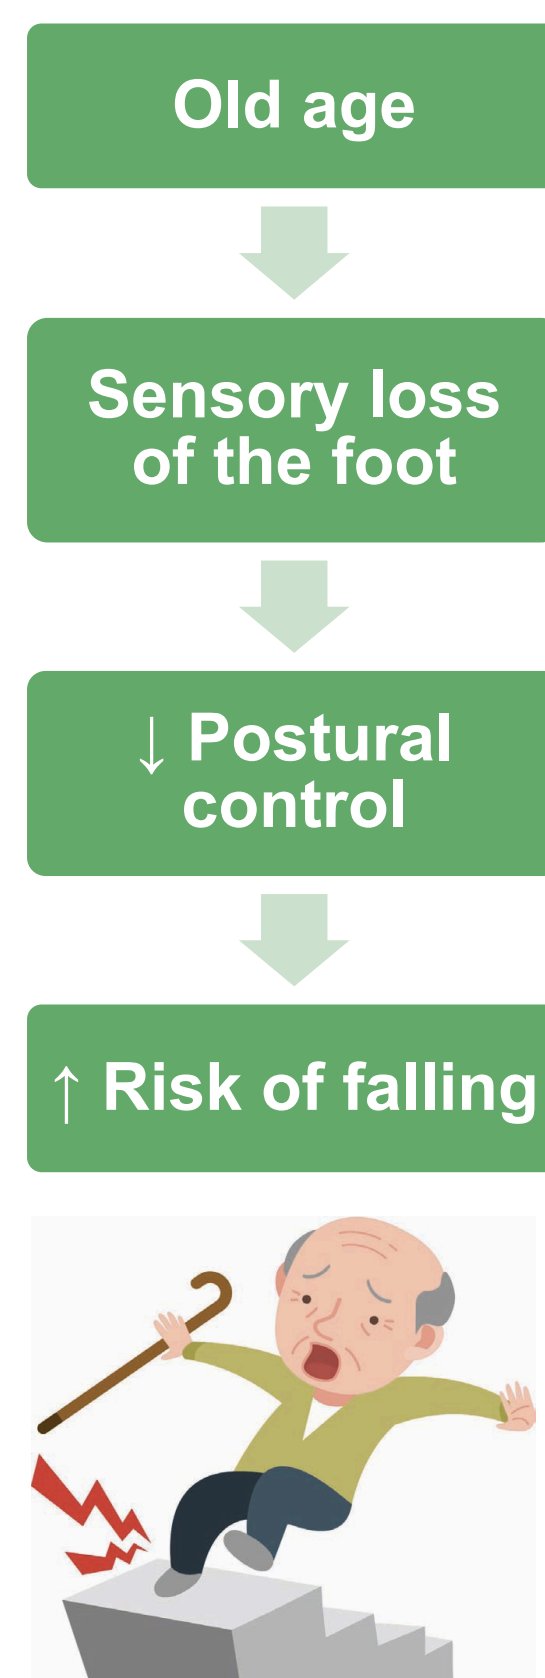 Old age
Sensory loss
of the foot
↓ Postural
control
↑ Risk of falling